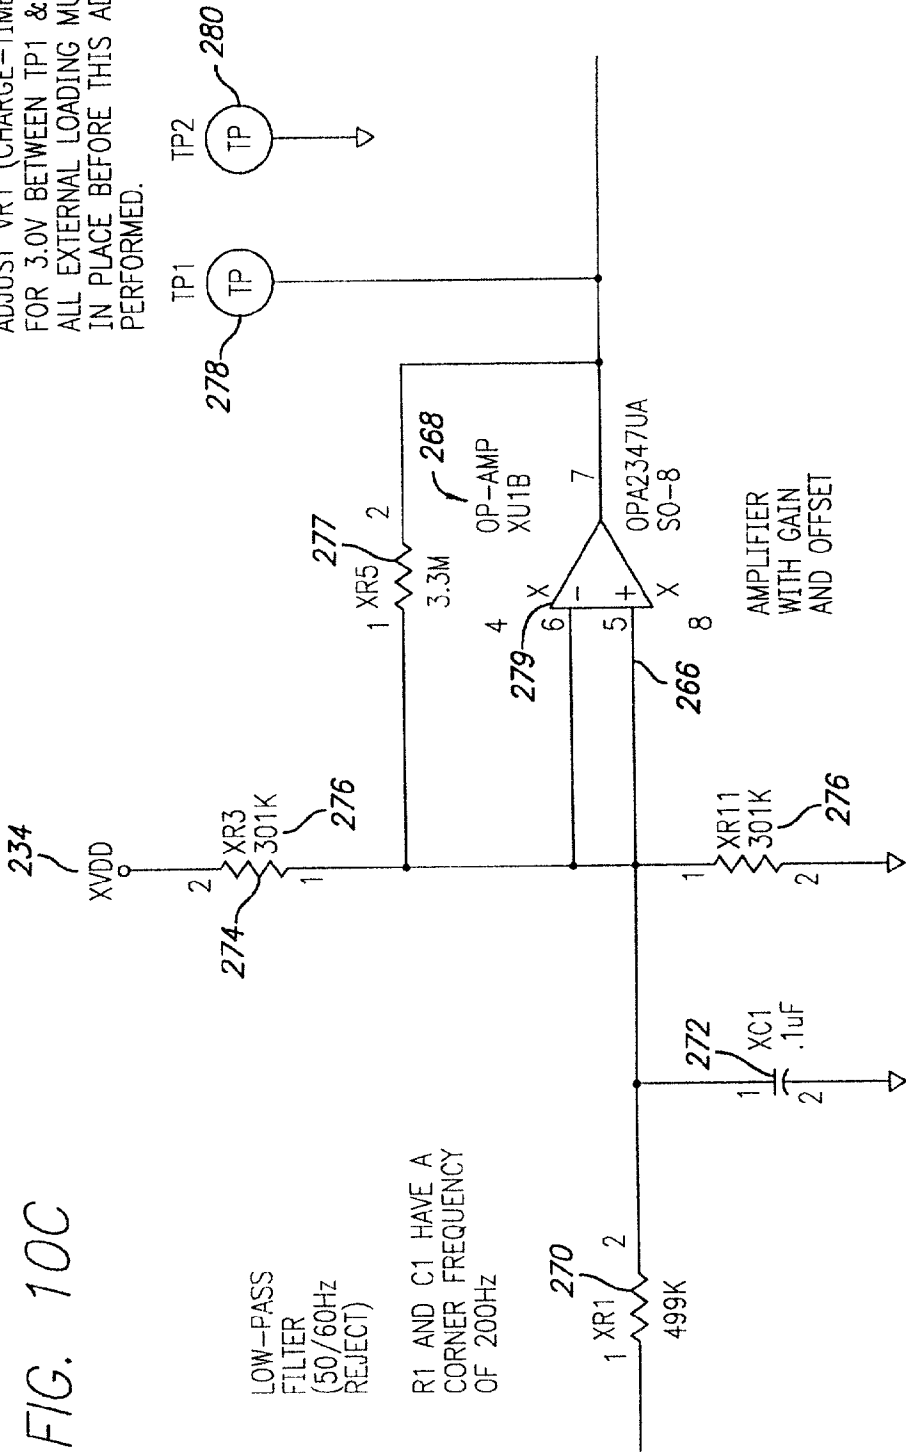 FIG. 10C
LOW-PASS
FILTER
(50/60Hz
REJECT)
R1 AND C1 HAVE A
CORNER FREQUENCY
OF 200Hz
270
1 XR1 2
499K
272
1 XC1
.1uF
2
234
XVDD
2
XR3
301K
276
274
1
1
XR11
301K
276
2
277
1 XR5 2
3.3M
268
OP-AMP
XU1B
4
X
6 -
7
279
5 +
X
8
266
OPA2347UA
SO-8
AMPLIFIER
WITH GAIN
AND OFFSET
TP1
TP
278
TP2
TP
280
ADJUST VR1 (CHARGE-TIME
FOR 3.0V BETWEEN TP1 &
ALL EXTERNAL LOADING
IN PLACE BEFORE THIS
PERFORMED.